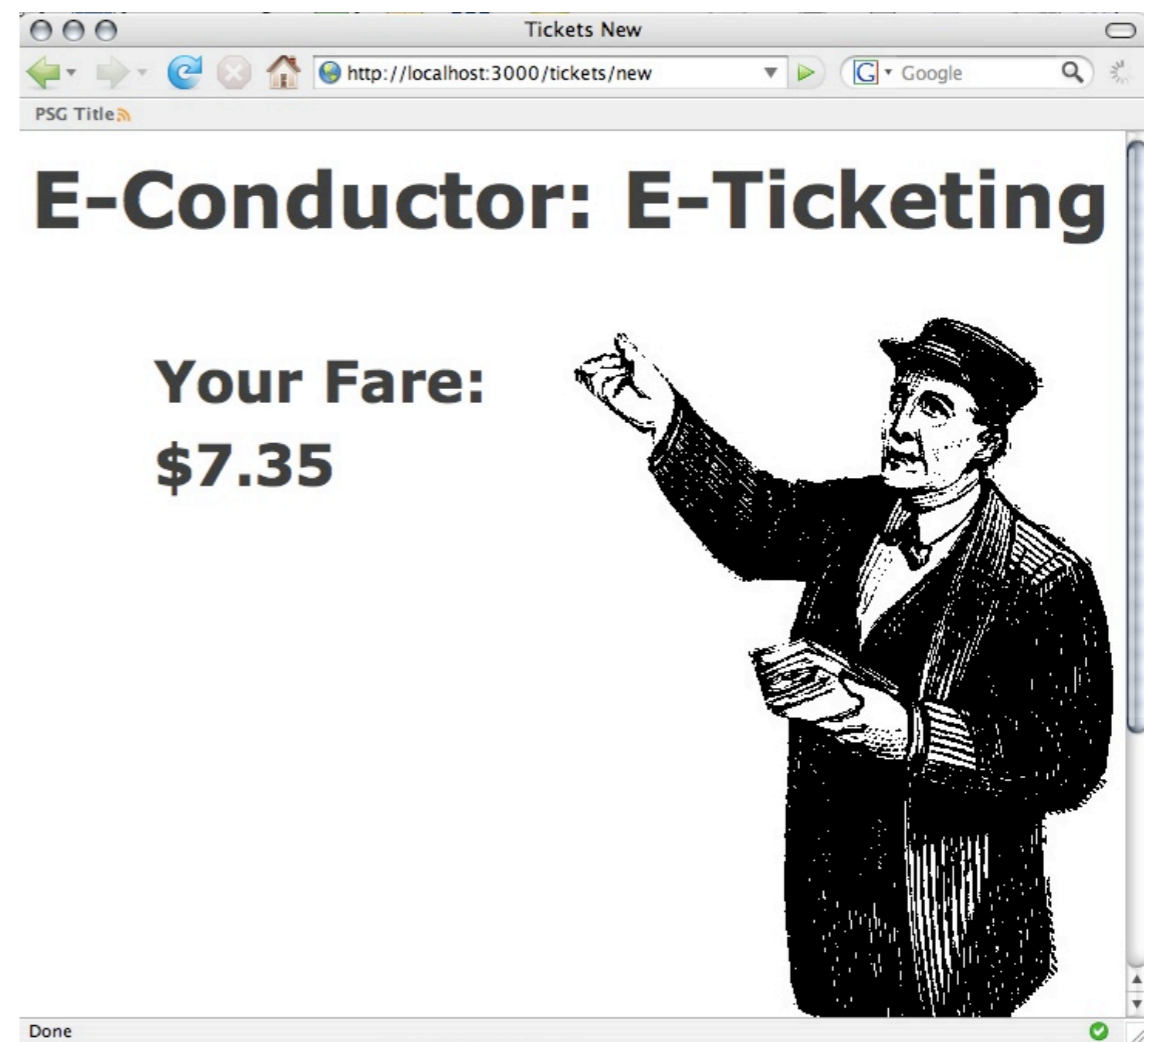 Tickets New
http://localhost:3000/tickets/new
G Google
PSG Title
E-Conductor: E-Ticketing
Your Fare:
$7.35
Done